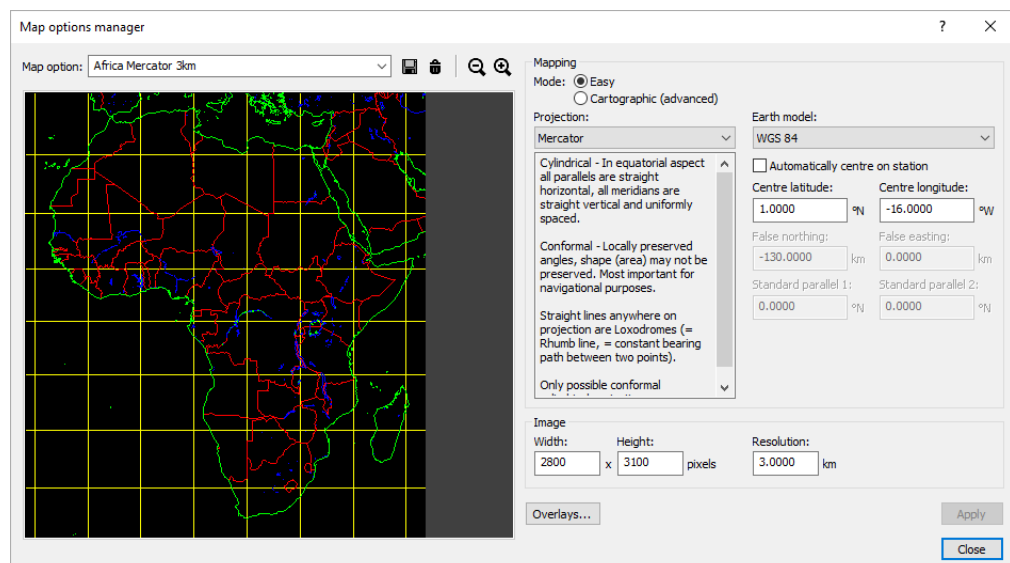 Map options manager
?
Map option:
Africa Mercator 3km
Mapping
Mode:
Easy
Cartographic (advanced)
Projection:
Mercator
Cylindrical - In equatorial aspect
all parallels are straight
horizontal, all meridians are
straight vertical and uniformly
spaced.
Conformal - Locally preserved
angles, shape (area) may not be
preserved. Most important for
navigational purposes.
Straight lines anywhere on
projection are Loxodromes (=
Rhumb line, = constant bearing
path between two points).
Only possible conformal
Earth model:
WGS 84
Automatically centre on station
Centre latitude: Centre longitude:
1.0000 ºN -16.0000 ºW
False northing: False easting:
-130.0000 km 0.0000 km
Standard parallel 1: Standard parallel 2:
0.0000 ºN 0.0000 ºN
Image
Width: Height: Resolution:
2800 x 3100 pixels 3.0000 km
Overlays...
Apply
Close